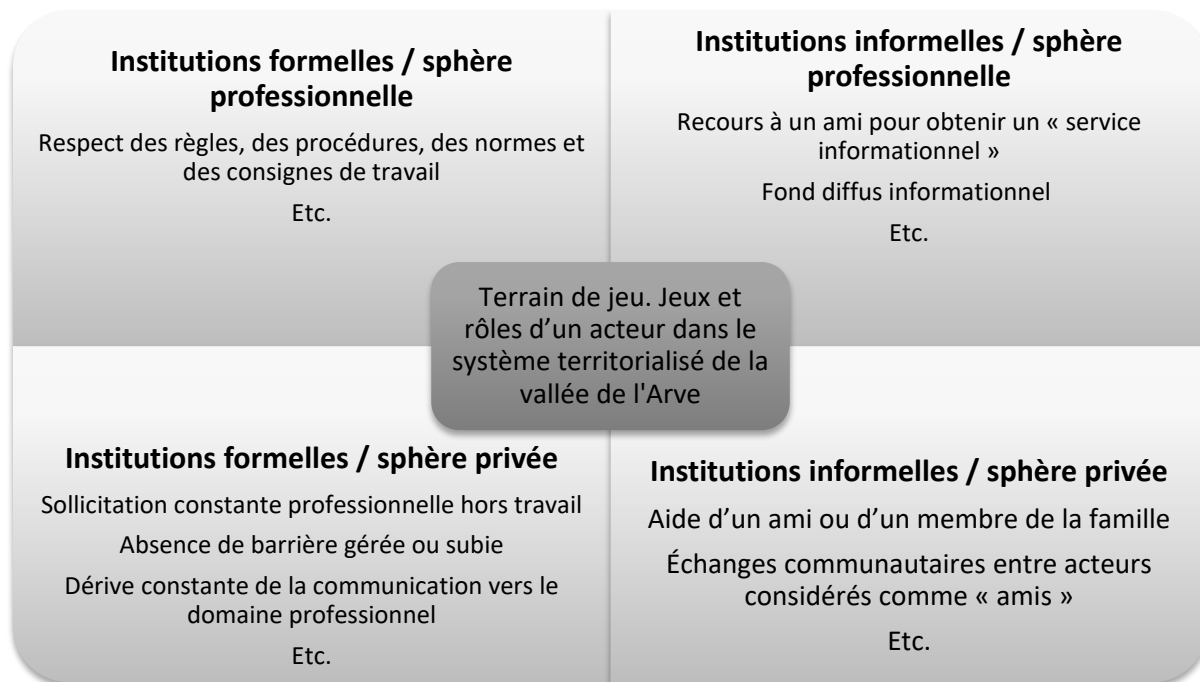 Institutions formelles / sphère
professionnelle
Respect des règles, des procédures, des normes et
des consignes de travail
Etc.
Institutions informelles / sphère
professionnelle
Recours à un ami pour obtenir un « service
informationnel »
Fond diffus informationnel
Etc.
Terrain de jeu. Jeux et
rôles d’un acteur dans le
système territorialisé de la
vallée de l'Arve
Institutions formelles / sphère privée
Sollicitation constante professionnelle hors travail
Absence de barrière gérée ou subie
Dérive constante de la communication vers le
domaine professionnel
Etc.
Institutions informelles / sphère privée
Aide d’un ami ou d’un membre de la famille
Échanges communautaires entre acteurs
considérés comme « amis »
Etc.